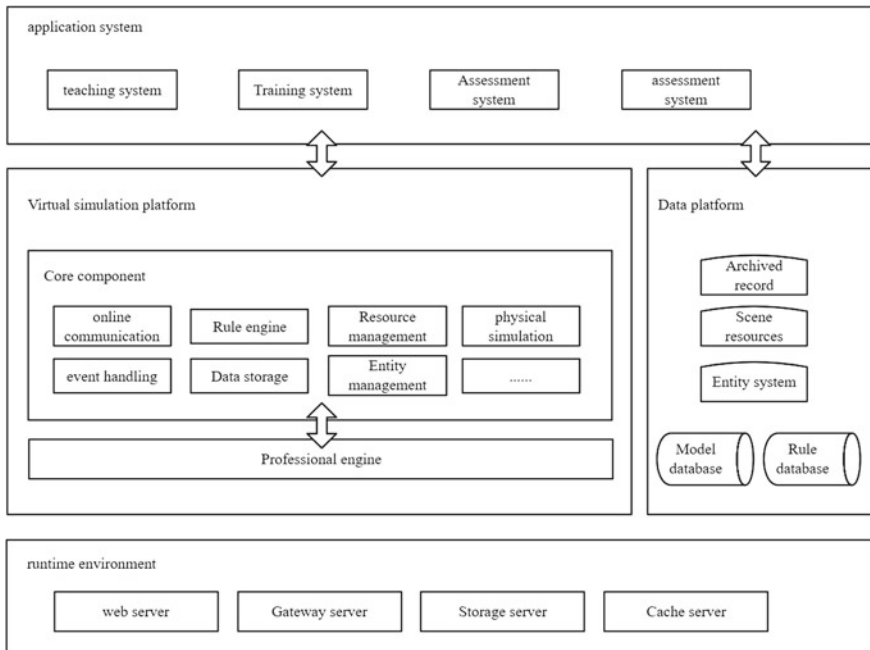 application system
teaching system
Training system
Assessment
system
assessment
system
Virtual simulation platform
Core component
online
communication
Rule engine
Resource
management
physical
simulation
event handling
Data storage
Entity
management
......
Professional engine
Data platform
Archived
record
Scene
resources
Entity system
Model
database
Rule
database
runtime environment
web server
Gateway server
Storage server
Cache server